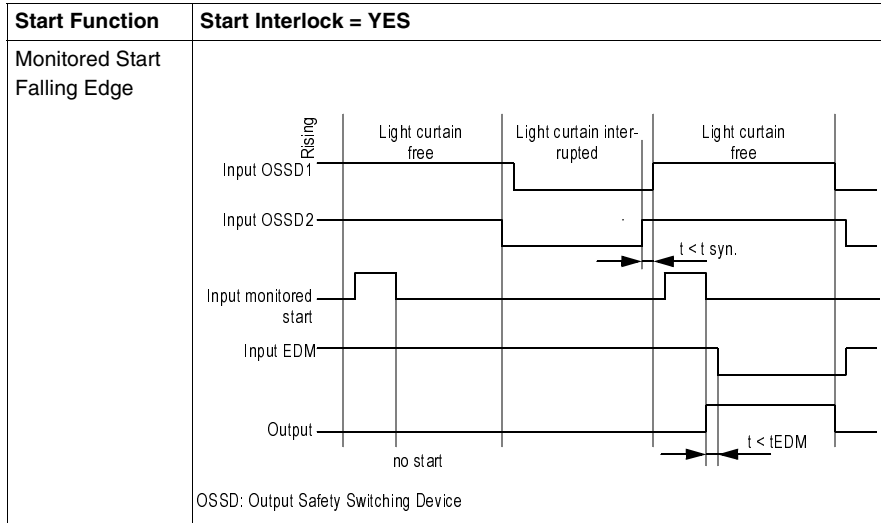 Start Function
Start Interlock = YES
Monitored Start
Falling Edge
Rising
Light curtain
free
Light curtain inter-
rupted
Light curtain
free
Input OSSD1
Input OSSD2
t < t syn.
Input monitored
start
Input EDM
Output
t < tEDM
no start
OSSD: Output Safety Switching Device